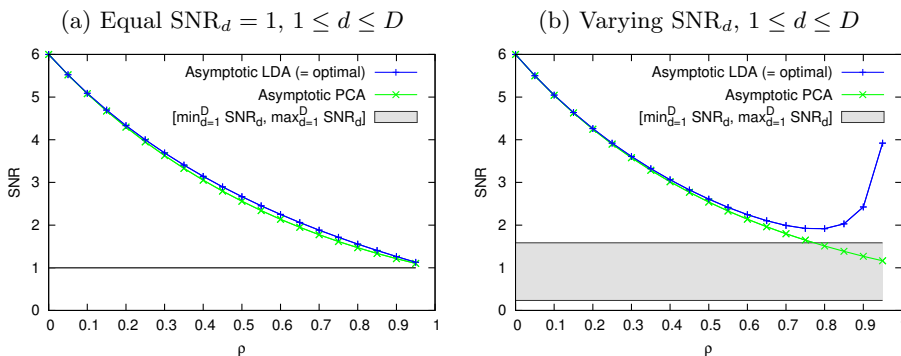 (a) Equal SNR_d = 1, 1 ≤ d ≤ D
6
5
4
3
2
1
0
SNR
Asymptotic LDA (= optimal)
Asymptotic PCA
[min_{d=1}^{D} SNR_d, max_{d=1}^{D} SNR_d]
0 0.1 0.2 0.3 0.4 0.5 0.6 0.7 0.8 0.9 1
ρ
(b) Varying SNR_d, 1 ≤ d ≤ D
6
5
4
3
2
1
0
SNR
Asymptotic LDA (= optimal)
Asymptotic PCA
[min_{d=1}^{D} SNR_d, max_{d=1}^{D} SNR_d]
0 0.1 0.2 0.3 0.4 0.5 0.6 0.7 0.8 0.9 1
ρ